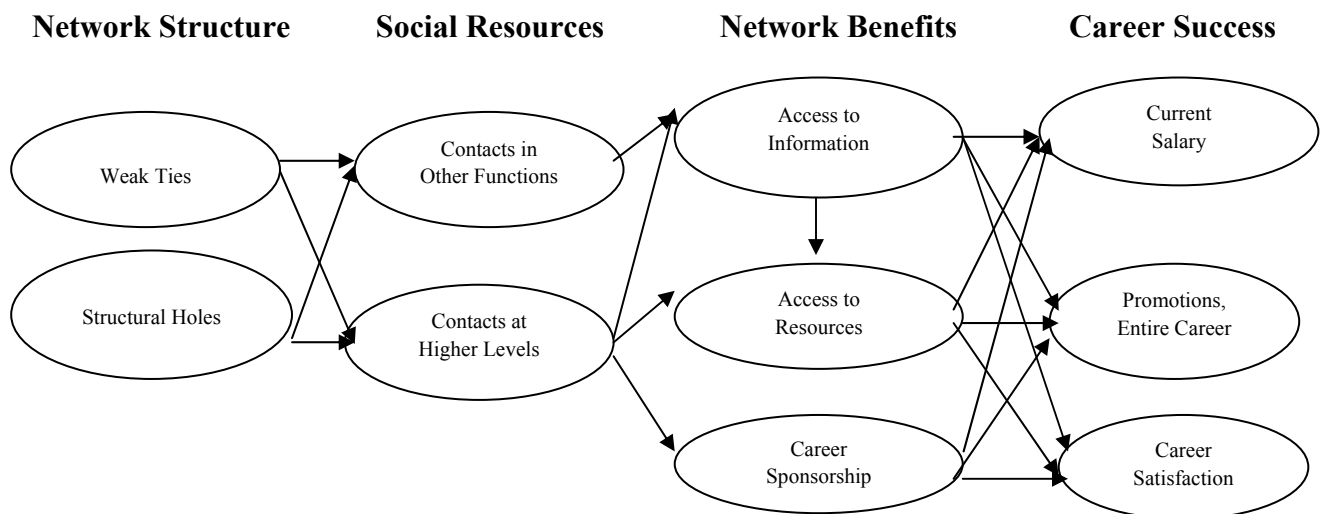 Network Structure
Social Resources
Network Benefits
Career Success
Weak Ties
Structural Holes
Contacts in
Other Functions
Contacts at
Higher Levels
Access to
Information
Access to
Resources
Career
Sponsorship
Current
Salary
Promotions,
Entire Career
Career
Satisfaction